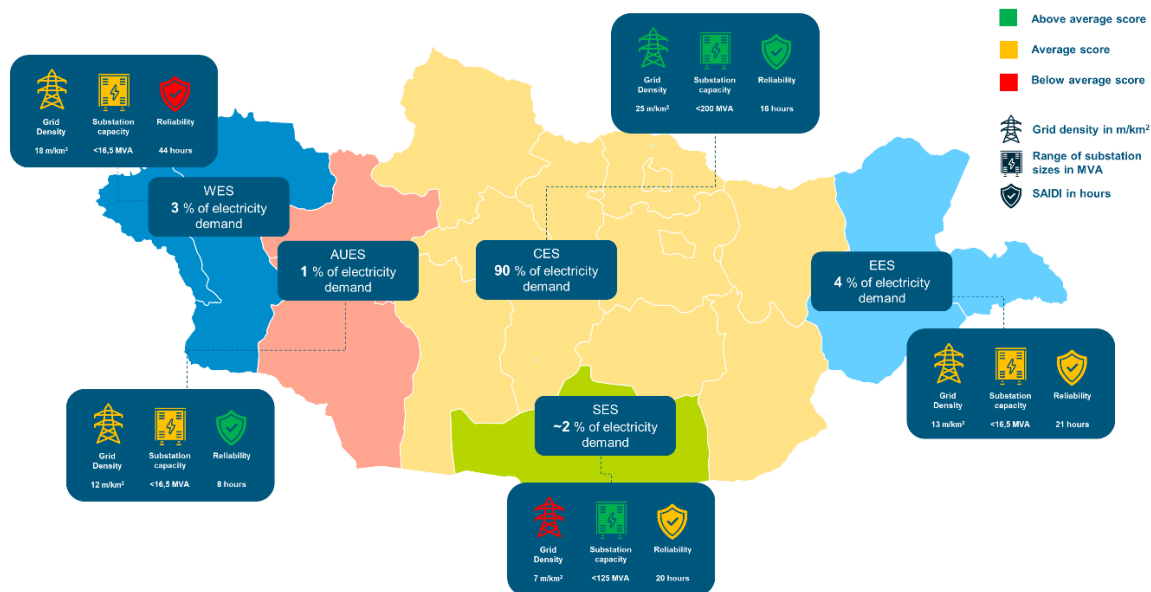 Above average score
Average score
Below average score
Grid density in m/km²
Range of substation
sizes in MVA
SAIDI in hours
Grid
Density
Substation
capacity
Reliability
25 m/km²
<200 MVA
16 hours
Grid
Density
Substation
capacity
Reliability
18 m/km²
<16,5 MVA
44 hours
WES
3 % of electricity
demand
AUES
1 % of electricity
demand
CES
90 % of electricity
demand
EES
4 % of electricity
demand
Grid
Density
Substation
capacity
Reliability
13 m/km²
<16,5 MVA
21 hours
Grid
Density
Substation
capacity
Reliability
12 m/km²
<16,5 MVA
8 hours
SES
~2 % of electricity
demand
Grid
Density
Substation
capacity
Reliability
7 m/km²
<125 MVA
20 hours